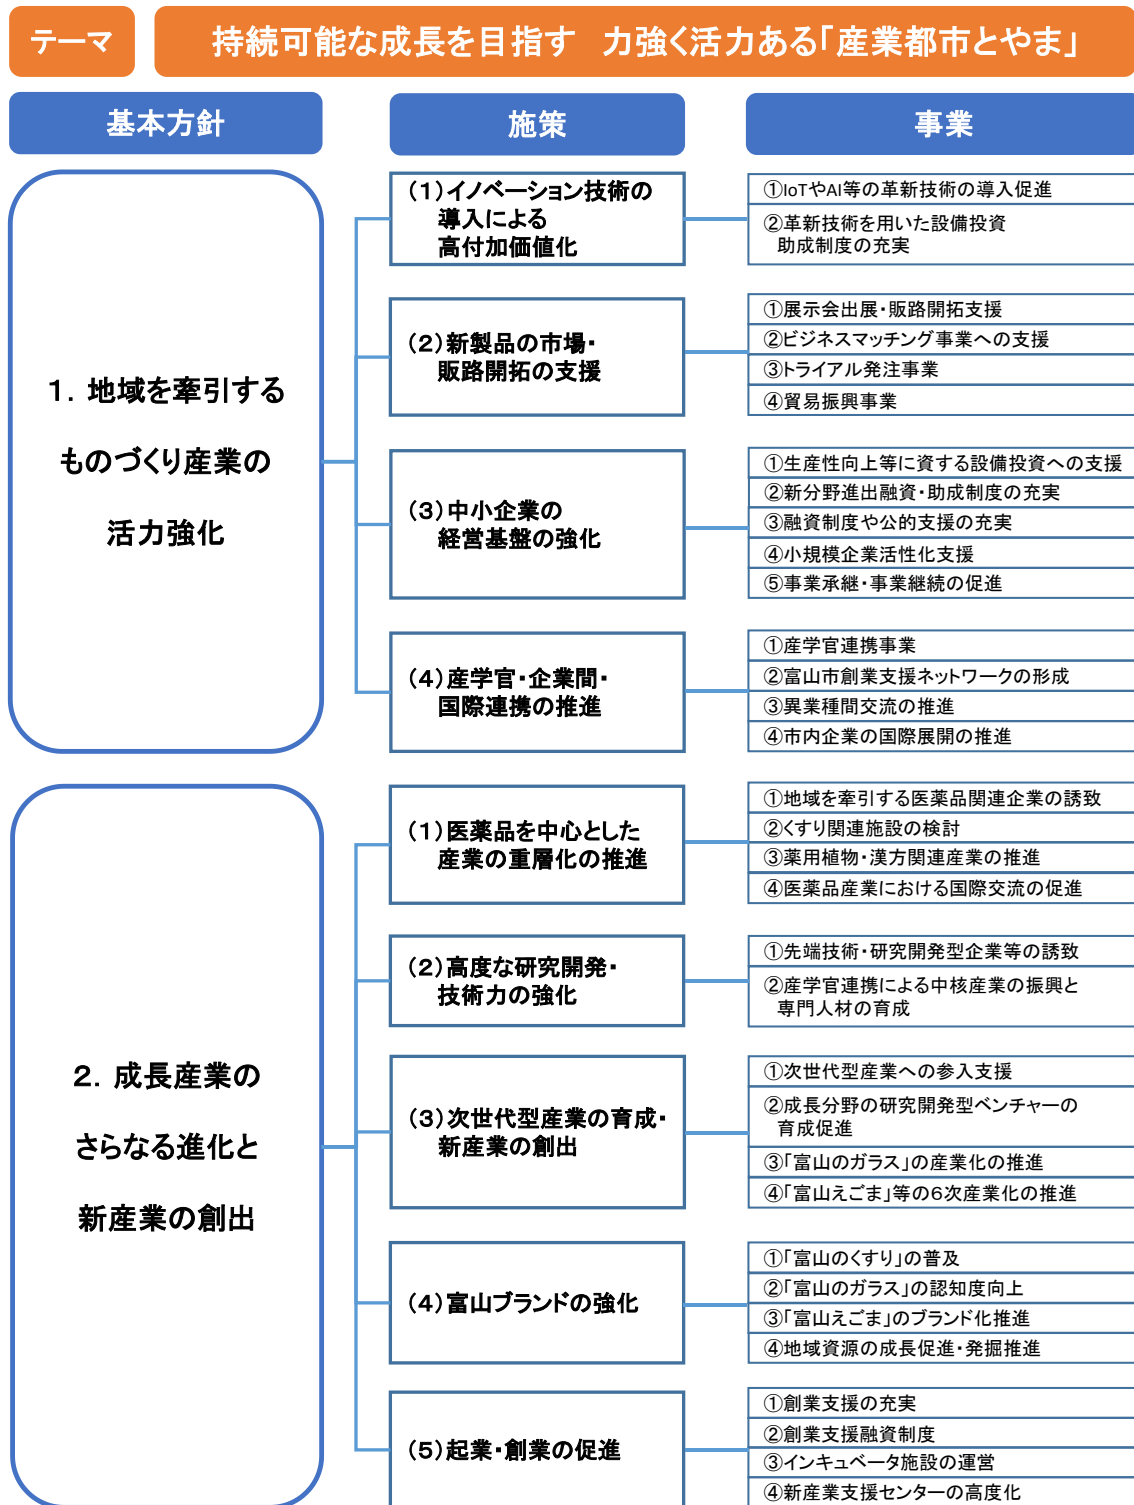 テーマ
持続可能な成長を目指す　力強く活力ある「産業都市とやま」
基本方針
施策
事業
1．地域を牽引する
ものづくり産業の
活力強化
(1)イノベーション技術の
導入による
高付加価値化
①IoTやAI等の革新技術の導入促進
②革新技術を用いた設備投資
助成制度の充実
(2)新製品の市場・
販路開拓の支援
①展示会出展・販路開拓支援
②ビジネスマッチング事業への支援
③トライアル発注事業
④貿易振興事業
(3)中小企業の
経営基盤の強化
①生産性向上等に資する設備投資への支援
②新分野進出融資・助成制度の充実
③融資制度や公的支援の充実
④小規模企業活性化支援
⑤事業承継・事業継続の促進
(4)産学官・企業間・
国際連携の推進
①産学官連携事業
②富山市創業支援ネットワークの形成
③異業種間交流の推進
④市内企業の国際展開の推進
2．成長産業の
さらなる進化と
新産業の創出
(1)医薬品を中心とした
産業の重層化の推進
①地域を牽引する医薬品関連企業の誘致
②くすり関連施設の検討
③薬用植物・漢方関連産業の推進
④医薬品産業における国際交流の促進
(2)高度な研究開発・
技術力の強化
①先端技術・研究開発型企業等の誘致
②産学官連携による中核産業の振興と
専門人材の育成
(3)次世代型産業の育成・
新産業の創出
①次世代型産業への参入支援
②成長分野の研究開発型ベンチャーの
育成促進
③「富山のガラス」の産業化の推進
④「富山えごま」等の6次産業化の推進
(4)富山ブランドの強化
①「富山のくすり」の普及
②「富山のガラス」の認知度向上
③「富山えごま」のブランド化推進
④地域資源の成長促進・発掘推進
(5)起業・創業の促進
①創業支援の充実
②創業支援融資制度
③インキュベータ施設の運営
④新産業支援センターの高度化